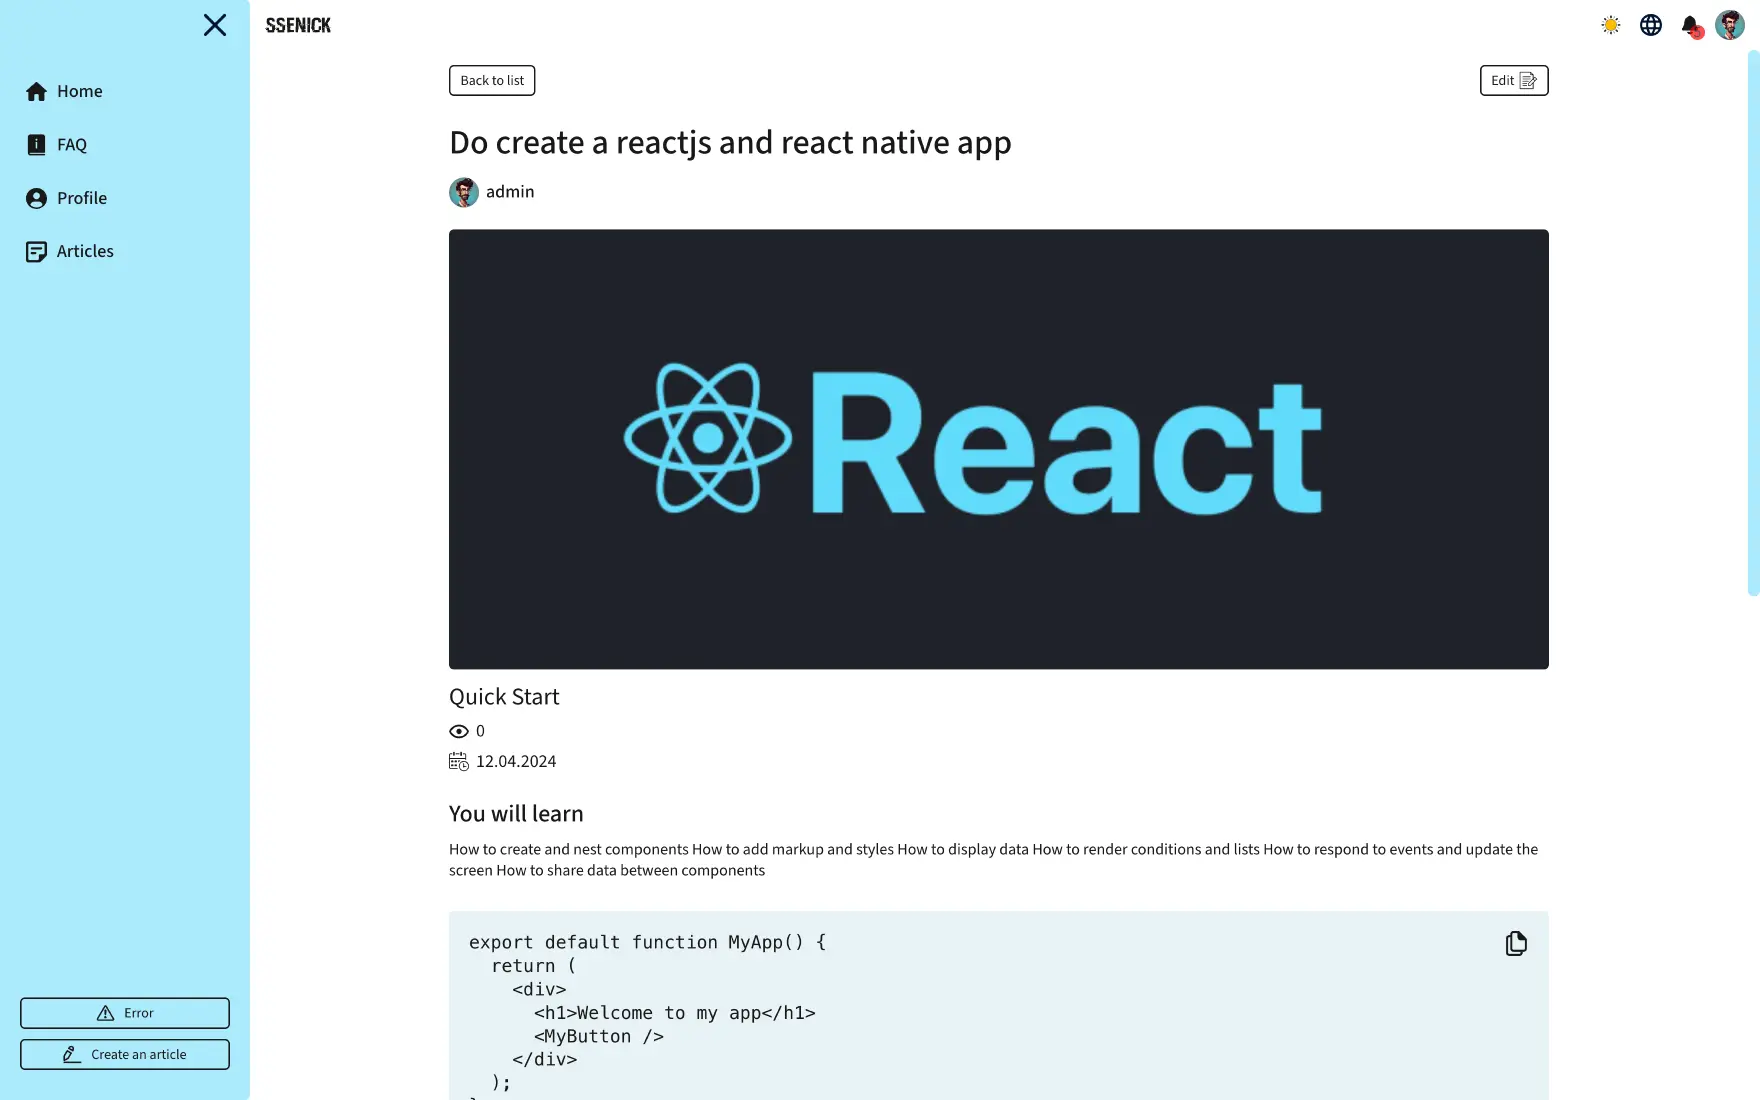 SSENICK
Home
FAQ
Profile
Articles
Error
Create an article
Back to list
Edit
Do create a reactjs and react native app
admin
React
Quick Start
0
12.04.2024
You will learn
How to create and nest components How to add markup and styles How to display data How to render conditions and lists How to respond to events and update the
screen How to share data between components
export default function MyApp() {
  return (
    <div>
      <h1>Welcome to my app</h1>
      <MyButton />
    </div>
  );